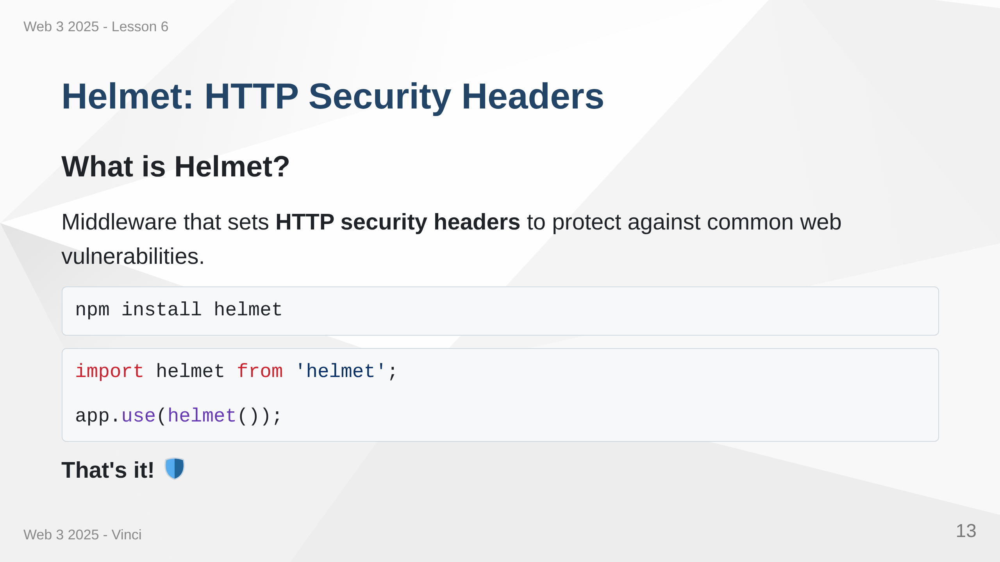 Web 3 2025 - Lesson 6
Helmet: HTTP Security Headers
What is Helmet?
Middleware that sets HTTP security headers to protect against common web
vulnerabilities.
npm install helmet
import helmet from 'helmet';
app.use(helmet());
That's it! 🛡️
Web 3 2025 - Vinci
13